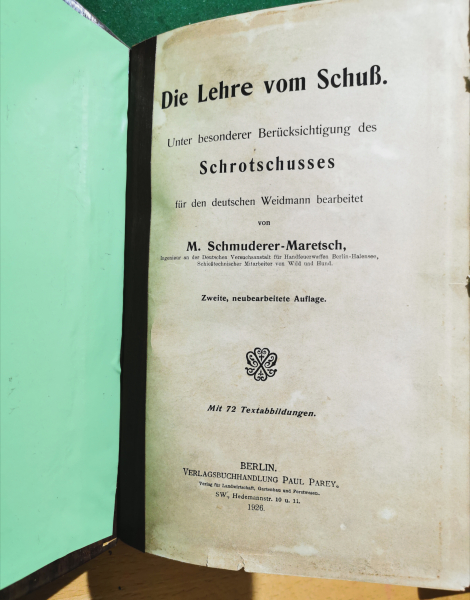 Die Lehre vom Schuß.
Unter besonderer Berücksichtigung des
Schrotschusses
für den deutschen Weidmann bearbeitet
von
M. Schmuderer-Maretsch,
Ingenieur an der Deutschen Versuchsanstalt für Handfeuerwaffen Berlin-Halensee,
Schießtechnischer Mitarbeiter von Wild und Hund.
Zweite, neubearbeitete Auflage.
Mit 72 Textabbildungen.
BERLIN.
VERLAGSBUCHHANDLUNG PAUL PAREY.
Verlag für Landwirtschaft, Gartenbau und Forstwesen.
SW., Hedemannstr. 10 u. 11.
1926.